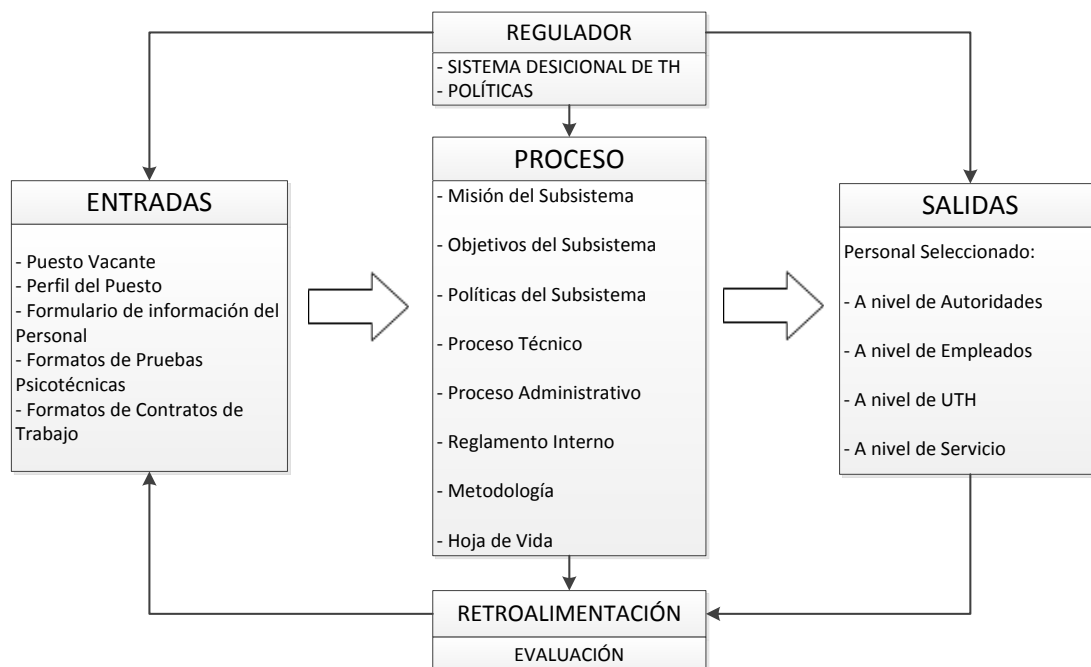 REGULADOR
- SISTEMA DESICIONAL DE TH
- POLÍTICAS
ENTRADAS
- Puesto Vacante
- Perfil del Puesto
- Formulario de información del
Personal
- Formatos de Pruebas
Psicotécnicas
- Formatos de Contratos de
Trabajo
PROCESO
- Misión del Subsistema
- Objetivos del Subsistema
- Políticas del Subsistema
- Proceso Técnico
- Proceso Administrativo
- Reglamento Interno
- Metodología
- Hoja de Vida
SALIDAS
Personal Seleccionado:
- A nivel de Autoridades
- A nivel de Empleados
- A nivel de UTH
- A nivel de Servicio
RETROALIMENTACIÓN
EVALUACIÓN